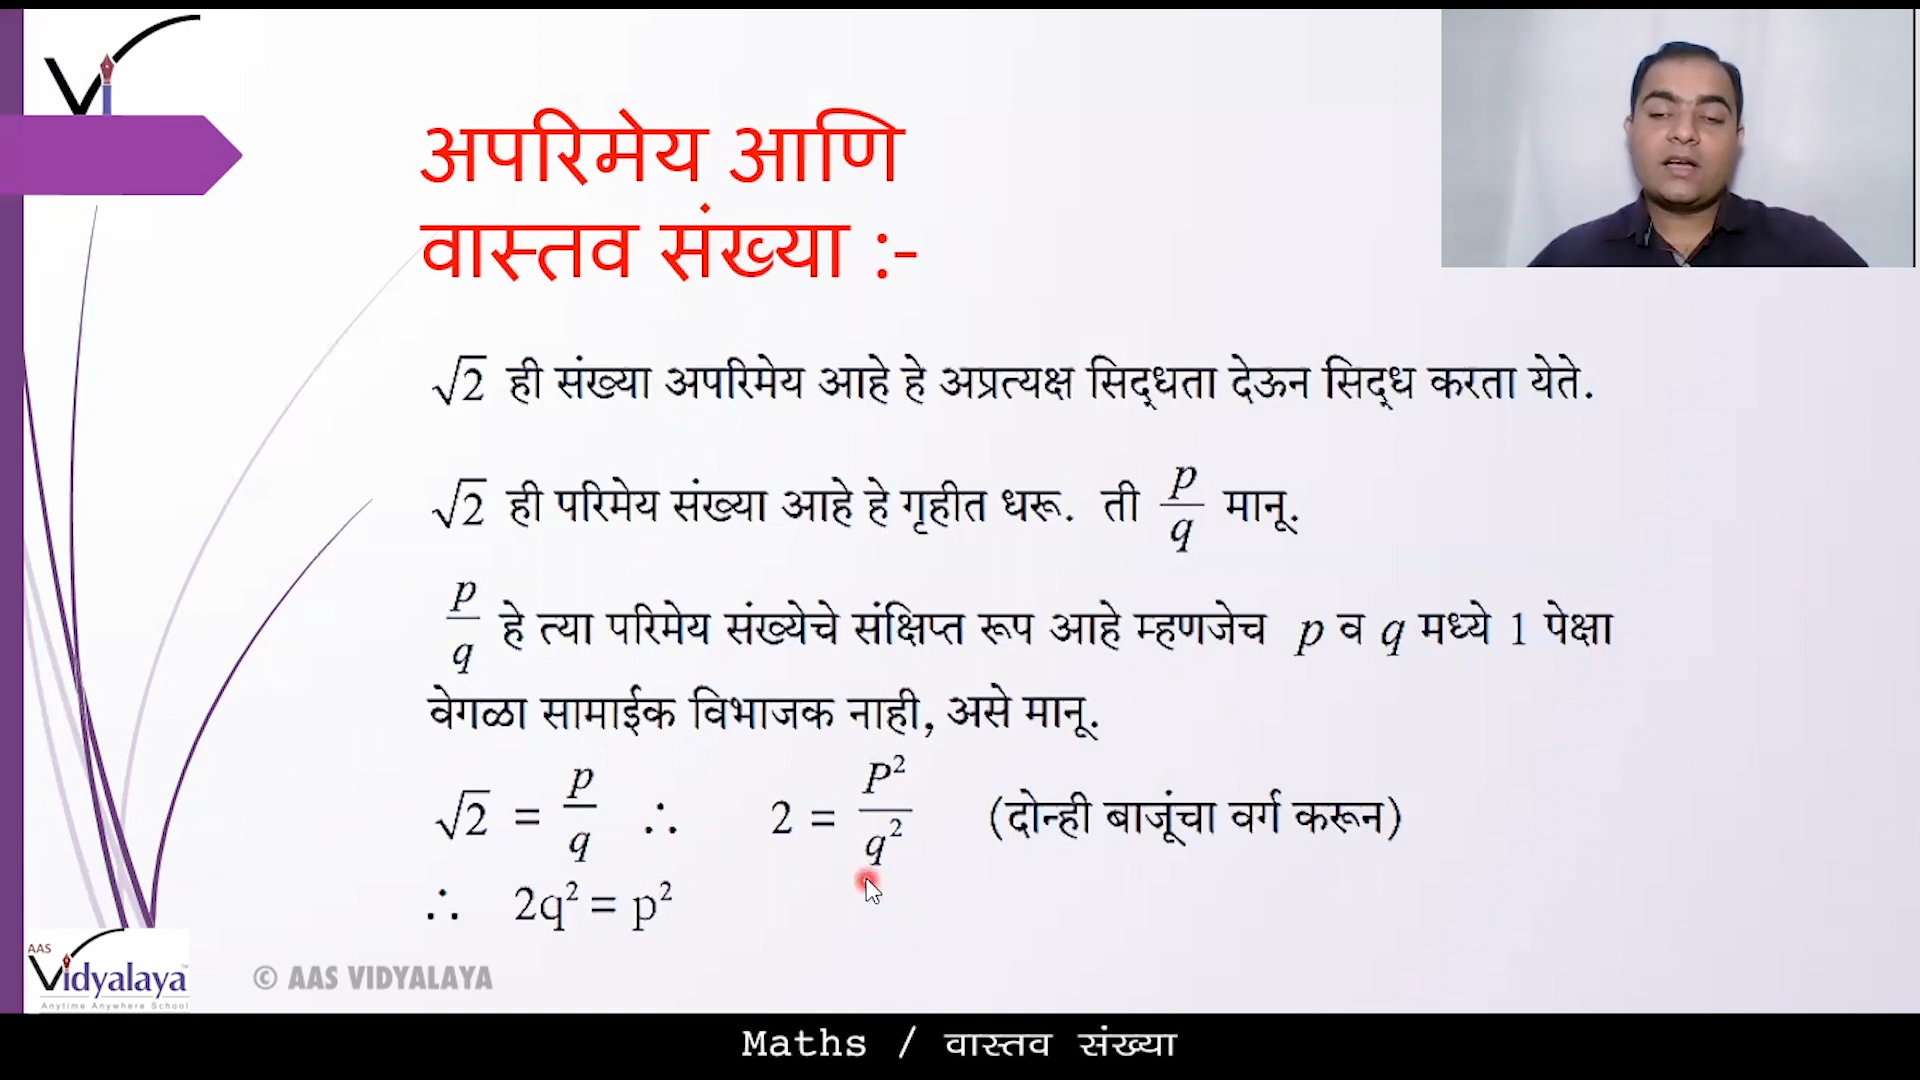 Vi
अपरिमेय आणि
वास्तव संख्या :-
√2 ही संख्या अपरिमेय आहे हे अप्रत्यक्ष सिद्धता देऊन सिद्ध करता येते.
√2 ही परिमेय संख्या आहे हे गृहीत धरू. ती p/q मानू.
p/q हे त्या परिमेय संख्येचे संक्षिप्त रूप आहे म्हणजेच p व q मध्ये 1 पेक्षा
वेगळा सामाईक विभाजक नाही, असे मानू.
√2 = p/q ∴ 2 = P²/q² (दोन्ही बाजूंचा वर्ग करून)
∴ 2q² = p²
AAS
Vidyalaya
Anytime Anywhere School
© AAS VIDYALAYA
Maths / वास्तव संख्या